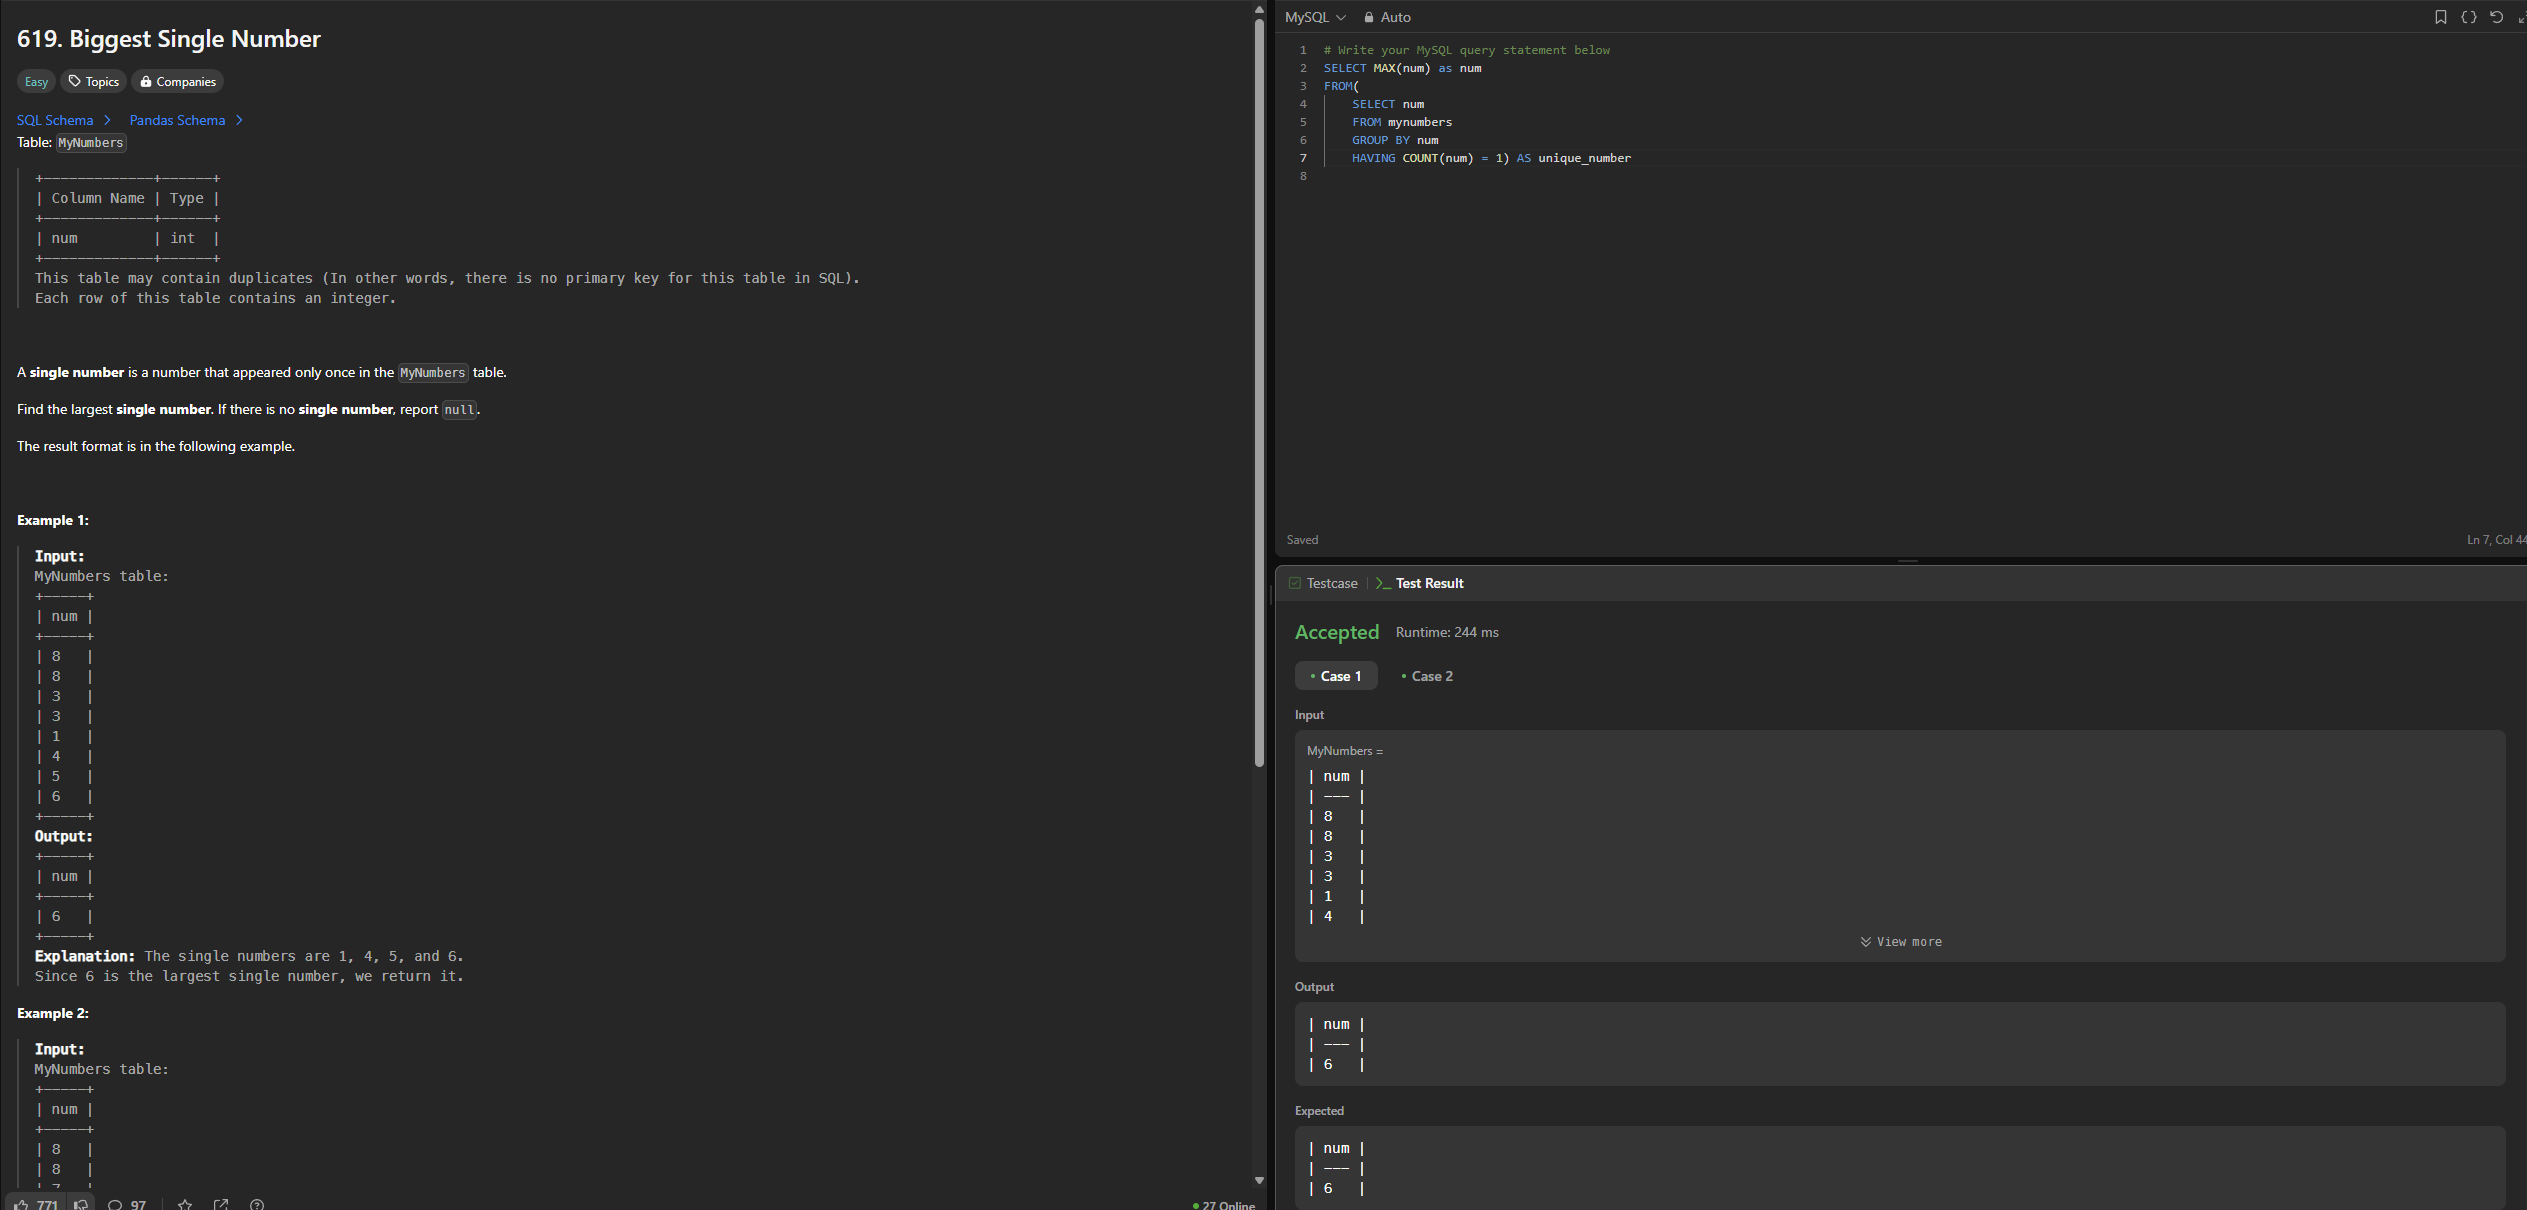 619. Biggest Single Number
Easy Topics Companies
SQL Schema Pandas Schema
Table: MyNumbers
+-------------+------+
| Column Name | Type |
+-------------+------+
| num         | int  |
+-------------+------+
This table may contain duplicates (In other words, there is no primary key for this table in SQL).
Each row of this table contains an integer.
A single number is a number that appeared only once in the MyNumbers table.
Find the largest single number. If there is no single number, report null.
The result format is in the following example.
Example 1:
Input:
MyNumbers table:
+-----+
| num |
+-----+
| 8   |
| 8   |
| 3   |
| 3   |
| 1   |
| 4   |
| 5   |
| 6   |
+-----+
Output:
+-----+
| num |
+-----+
| 6   |
+-----+
Explanation: The single numbers are 1, 4, 5, and 6.
Since 6 is the largest single number, we return it.
Example 2:
Input:
MyNumbers table:
+-----+
| num |
+-----+
| 8   |
| 8   |
771 97 27 Online
MySQL Auto
1 # Write your MySQL query statement below
2 SELECT MAX(num) as num
3 FROM(
4     SELECT num
5     FROM mynumbers
6     GROUP BY num
7     HAVING COUNT(num) = 1) AS unique_number
8
Saved Ln 7, Col 44
Testcase Test Result
Accepted Runtime: 244 ms
Case 1 Case 2
Input
MyNumbers =
| num |
| --- |
| 8   |
| 8   |
| 3   |
| 3   |
| 1   |
| 4   |
View more
Output
| num |
| --- |
| 6   |
Expected
| num |
| --- |
| 6   |